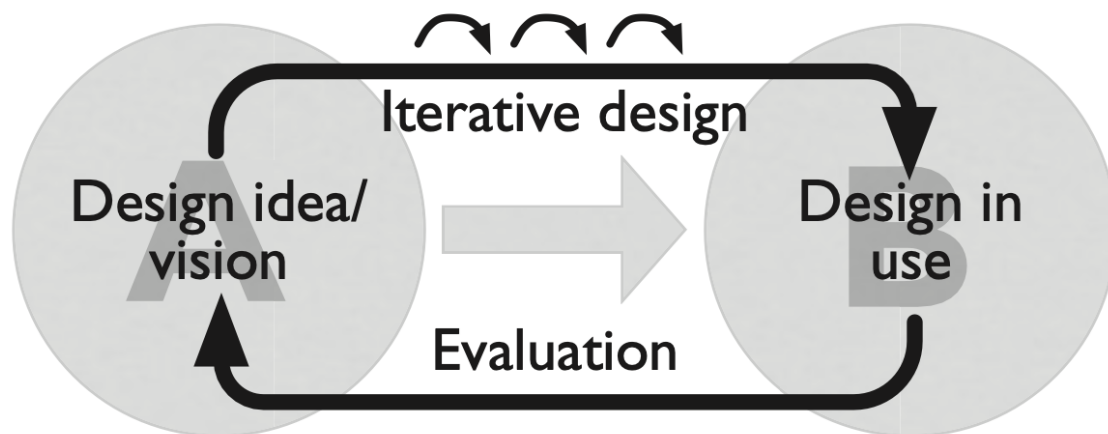 Iterative design
A
Design idea/
vision
B
Design in
use
Evaluation